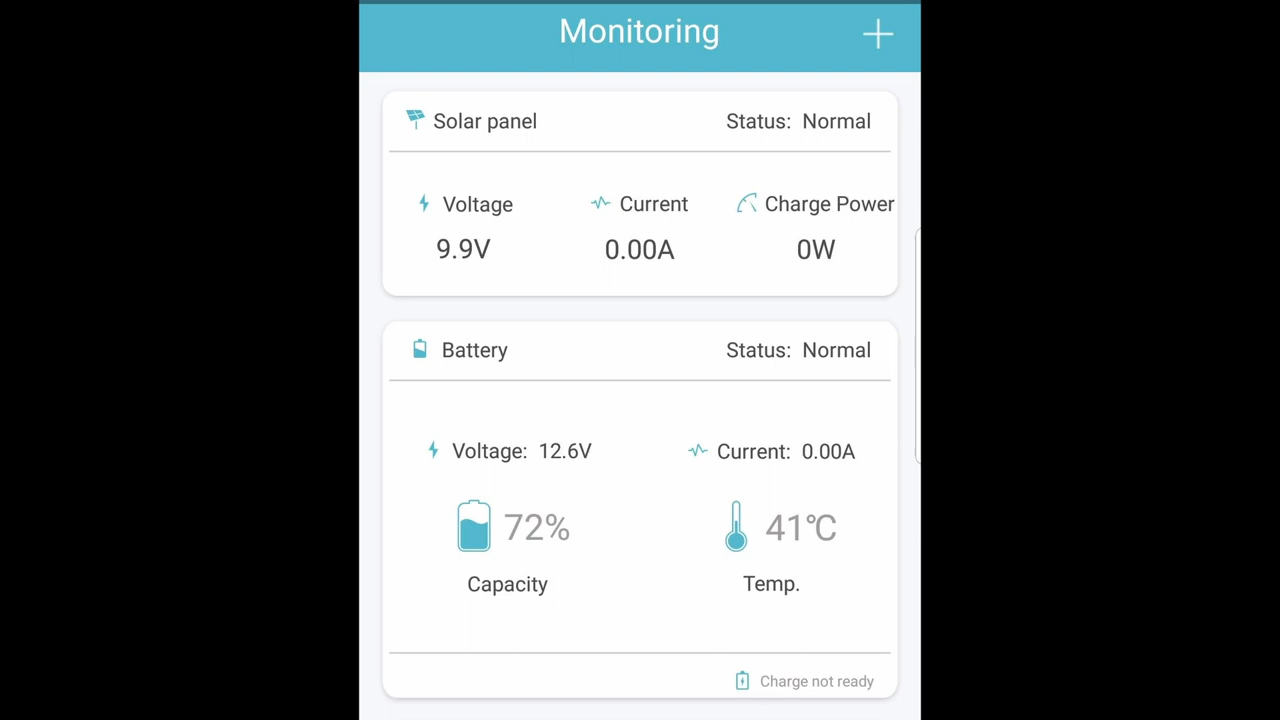 Monitoring
Solar panel Status: Normal
Voltage Current Charge Power
9.9V 0.00A 0W
Battery Status: Normal
Voltage: 12.6V Current: 0.00A
72% 41℃
Capacity Temp.
Charge not ready